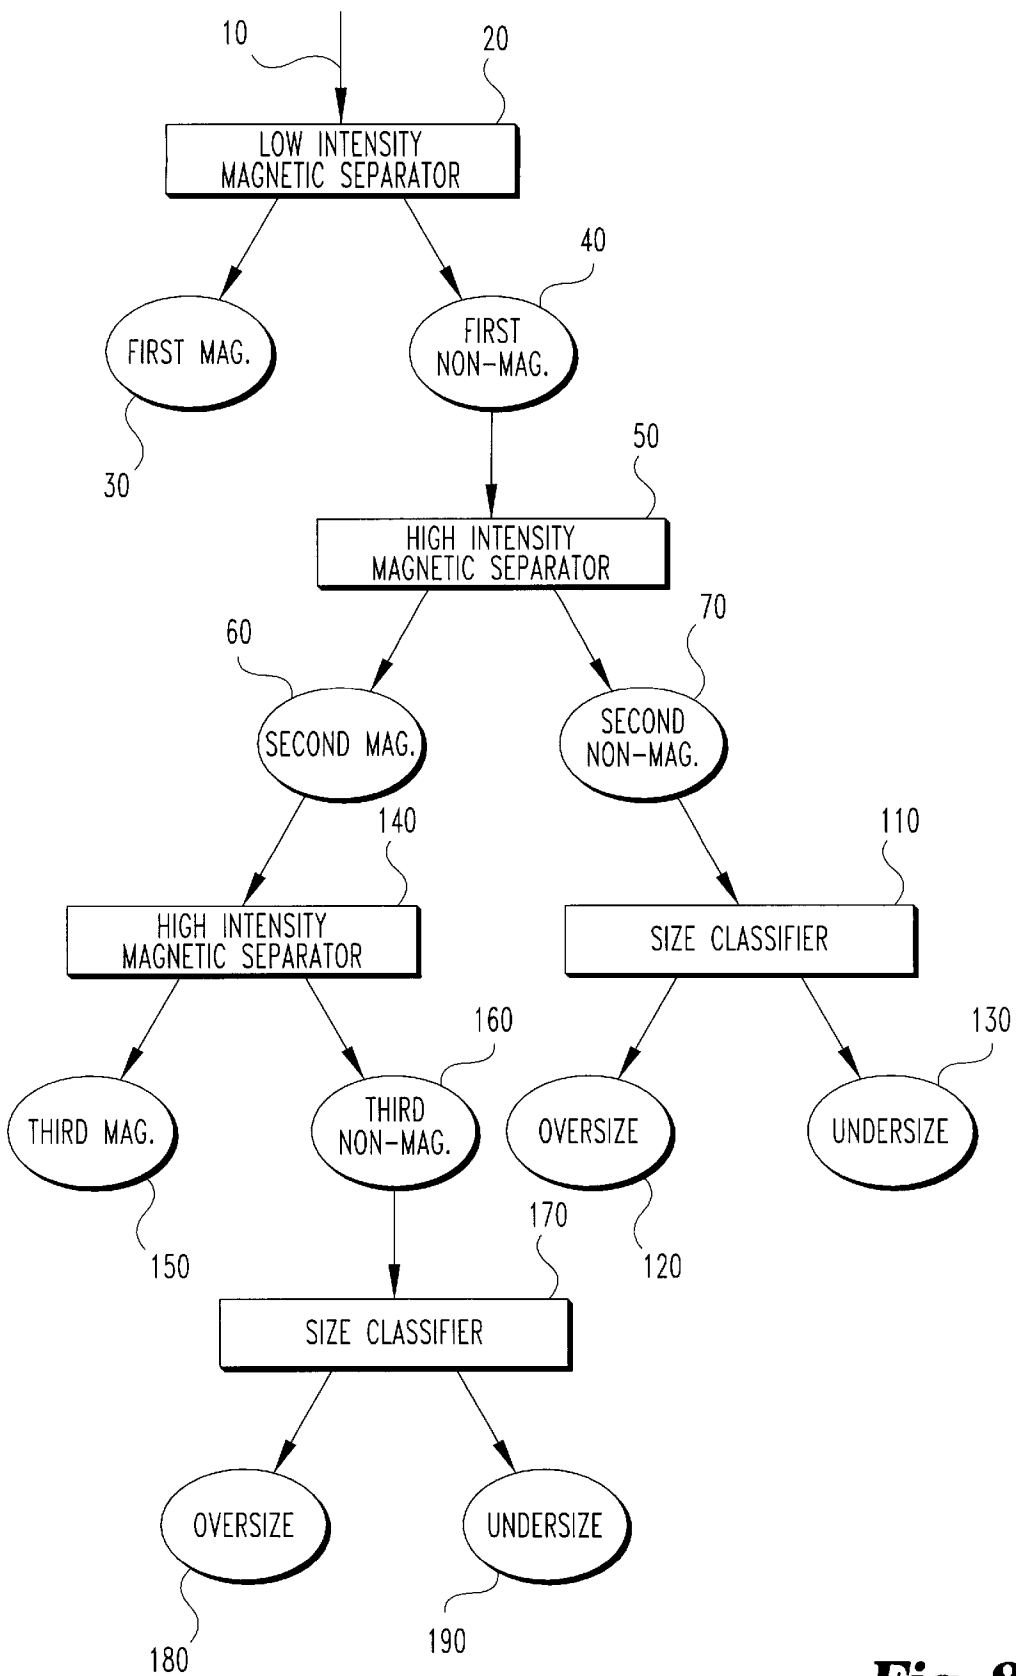 10
20
LOW INTENSITY
MAGNETIC SEPARATOR
40
FIRST MAG.
FIRST
NON-MAG.
30
50
HIGH INTENSITY
MAGNETIC SEPARATOR
60
70
SECOND MAG.
SECOND
NON-MAG.
140
110
HIGH INTENSITY
MAGNETIC SEPARATOR
SIZE CLASSIFIER
160
130
THIRD MAG.
THIRD
NON-MAG.
OVERSIZE
UNDERSIZE
150
170
120
SIZE CLASSIFIER
OVERSIZE
UNDERSIZE
180
190